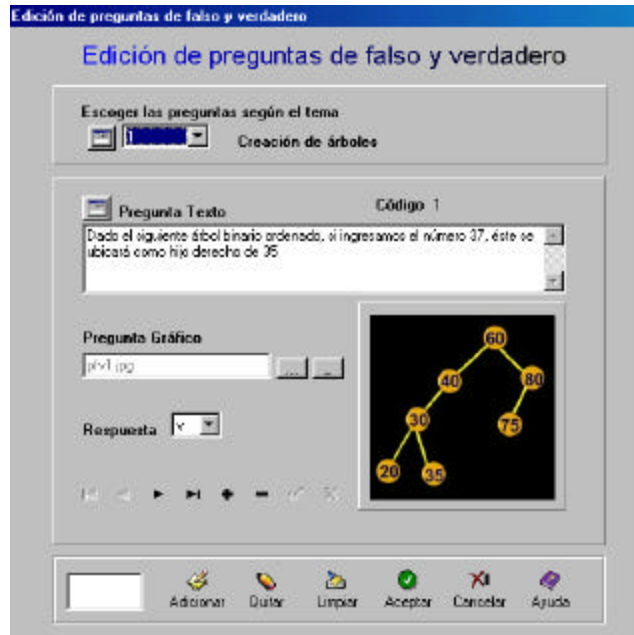 Edición de preguntas de falso y verdadero
Edición de preguntas de falso y verdadero
Escoger las preguntas según el tema
1
Creación de árboles
Pregunta Texto
Código 1
Dado el siguiente árbol binario ordenado, si ingresamos el número 37, éste se
ubicará como hijo derecho de 35
Pregunta Gráfico
pfv1.jpg
...
Respuesta
V
60
40
80
30
75
20
35
Adicionar
Quitar
Limpiar
Aceptar
Cancelar
Ayuda